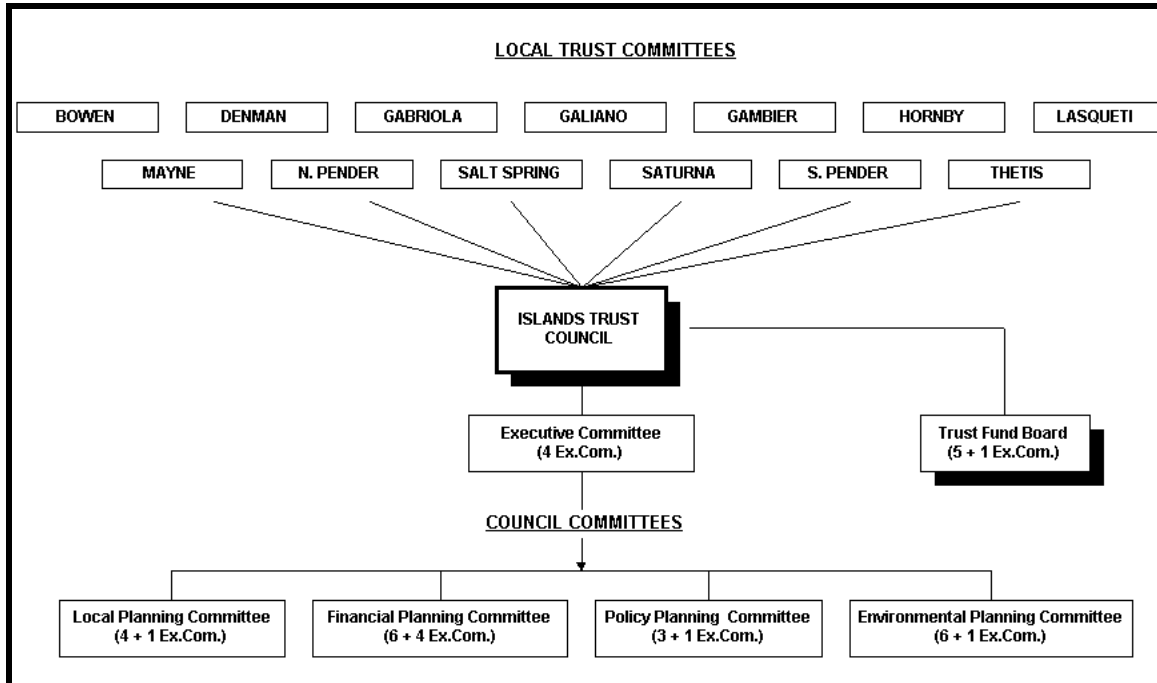 LOCAL TRUST COMMITTEES
BOWEN DENMAN GABRIOLA GALIANO GAMBIER HORNBY LASQUETI
MAYNE N. PENDER SALT SPRING SATURNA S. PENDER THETIS
ISLANDS TRUST
COUNCIL
Executive Committee
(4 Ex.Com.)
Trust Fund Board
(5 + 1 Ex.Com.)
COUNCIL COMMITTEES
Local Planning Committee
(4 + 1 Ex.Com.)
Financial Planning Committee
(6 + 4 Ex.Com.)
Policy Planning Committee
(3 + 1 Ex.Com.)
Environmental Planning Committee
(6 + 1 Ex.Com.)